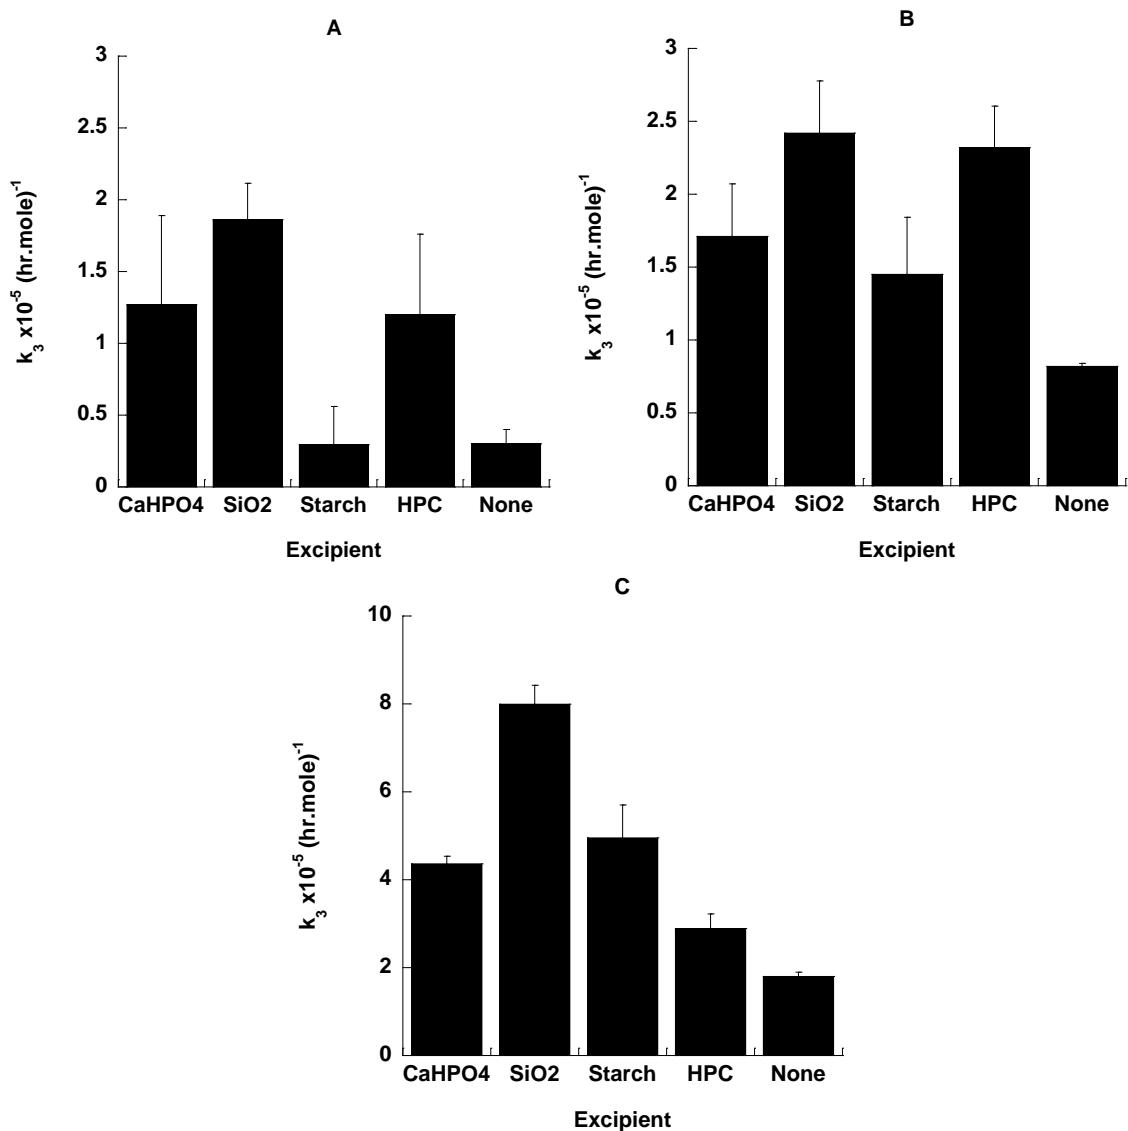 A
3
2.5
2
1.5
1
0.5
0
k3 x10-5 (hr.mole)-1
CaHPO4 SiO2 Starch HPC None
Excipient
B
3
2.5
2
1.5
1
0.5
0
k3 x10-5 (hr.mole)-1
CaHPO4 SiO2 Starch HPC None
Excipient
C
10
8
6
4
2
0
k3 x10-5 (hr.mole)-1
CaHPO4 SiO2 Starch HPC None
Excipient